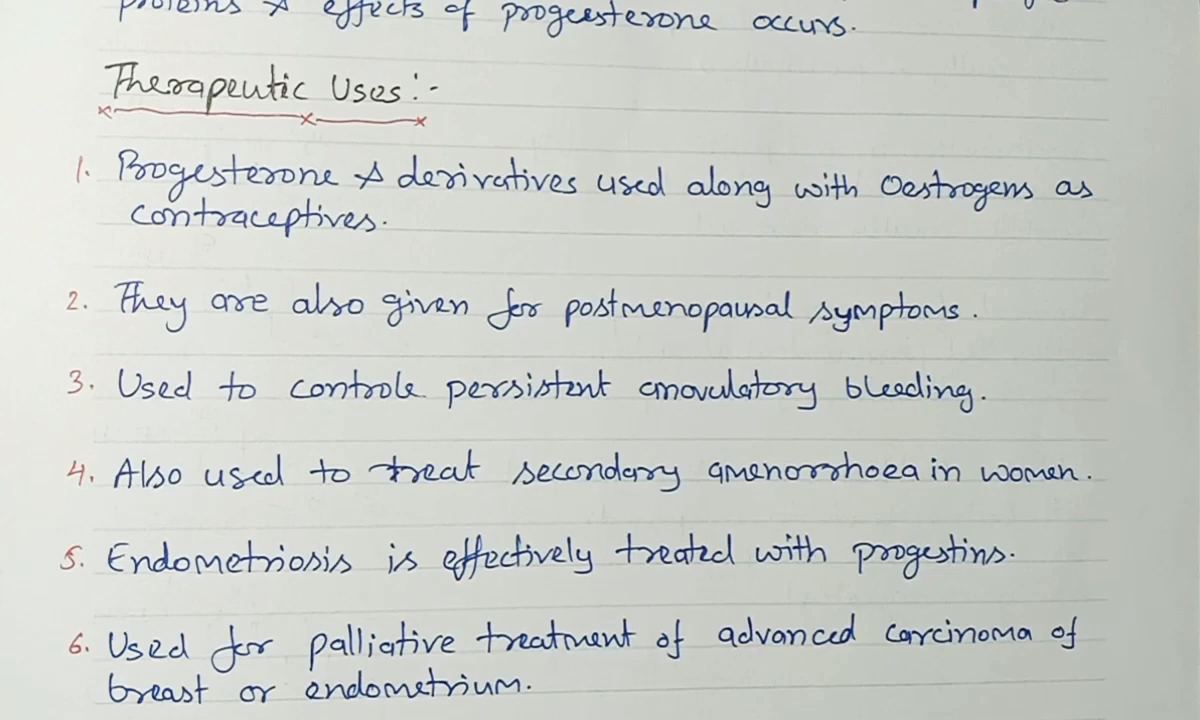 proteins & effects of progesterone occurs.
Therapeutic Uses:-
1. Progesterone & derivatives used along with Oestrogens as
contraceptives.
2. They are also given for postmenopausal symptoms.
3. Used to controle persistent anovulatory bleeding.
4. Also used to treat secondary amenorrhoea in women.
5. Endometriosis is effectively treated with progestins.
6. Used for palliative treatment of advanced carcinoma of
breast or endometrium.